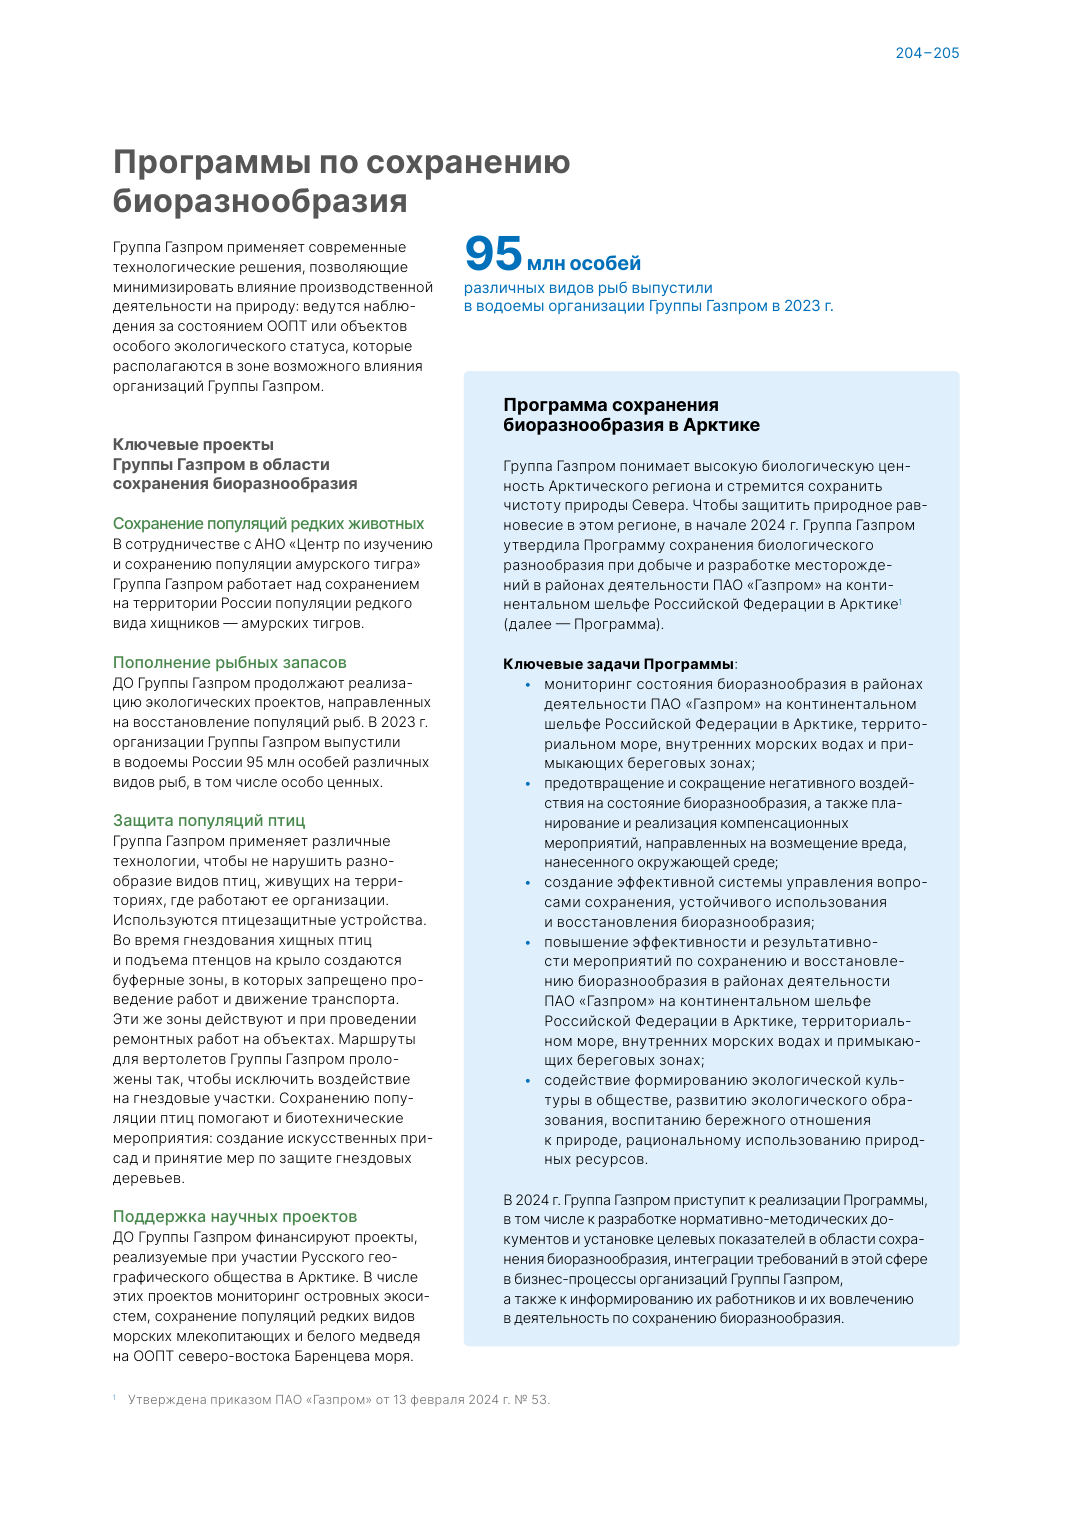 204–205
Программы по сохранению
биоразнообразия
Группа Газпром применяет современные
технологические решения, позволяющие
минимизировать влияние производственной
деятельности на природу: ведутся наблю-
дения за состоянием ООПТ или объектов
особого экологического статуса, которые
располагаются в зоне возможного влияния
организаций Группы Газпром.
Ключевые проекты
Группы Газпром в области
сохранения биоразнообразия
Сохранение популяций редких животных
В сотрудничестве с АНО «Центр по изучению
и сохранению популяции амурского тигра»
Группа Газпром работает над сохранением
на территории России популяции редкого
вида хищников — амурских тигров.
Пополнение рыбных запасов
ДО Группы Газпром продолжают реализа-
цию экологических проектов, направленных
на восстановление популяций рыб. В 2023 г.
организации Группы Газпром выпустили
в водоемы России 95 млн особей различных
видов рыб, в том числе особо ценных.
Защита популяций птиц
Группа Газпром применяет различные
технологии, чтобы не нарушить разно-
образие видов птиц, живущих на терри-
ториях, где работают ее организации.
Используются птицезащитные устройства.
Во время гнездования хищных птиц
и подъема птенцов на крыло создаются
буферные зоны, в которых запрещено про-
ведение работ и движение транспорта.
Эти же зоны действуют и при проведении
ремонтных работ на объектах. Маршруты
для вертолетов Группы Газпром проло-
жены так, чтобы исключить воздействие
на гнездовые участки. Сохранению попу-
ляции птиц помогают и биотехнические
мероприятия: создание искусственных при-
сад и принятие мер по защите гнездовых
деревьев.
Поддержка научных проектов
ДО Группы Газпром финансируют проекты,
реализуемые при участии Русского гео-
графического общества в Арктике. В числе
этих проектов мониторинг островных экоси-
стем, сохранение популяций редких видов
морских млекопитающих и белого медведя
на ООПТ северо-востока Баренцева моря.
95 млн особей
различных видов рыб выпустили
в водоемы организации Группы Газпром в 2023 г.
Программа сохранения
биоразнообразия в Арктике
Группа Газпром понимает высокую биологическую цен-
ность Арктического региона и стремится сохранить
чистоту природы Севера. Чтобы защитить природное рав-
новесие в этом регионе, в начале 2024 г. Группа Газпром
утвердила Программу сохранения биологического
разнообразия при добыче и разработке месторожде-
ний в районах деятельности ПАО «Газпром» на конти-
нентальном шельфе Российской Федерации в Арктике¹
(далее — Программа).
Ключевые задачи Программы:
• мониторинг состояния биоразнообразия в районах
деятельности ПАО «Газпром» на континентальном
шельфе Российской Федерации в Арктике, террито-
риальном море, внутренних морских водах и при-
мыкающих береговых зонах;
• предотвращение и сокращение негативного воздей-
ствия на состояние биоразнообразия, а также пла-
нирование и реализация компенсационных
мероприятий, направленных на возмещение вреда,
нанесенного окружающей среде;
• создание эффективной системы управления вопро-
сами сохранения, устойчивого использования
и восстановления биоразнообразия;
• повышение эффективности и результативно-
сти мероприятий по сохранению и восстановле-
нию биоразнообразия в районах деятельности
ПАО «Газпром» на континентальном шельфе
Российской Федерации в Арктике, территориаль-
ном море, внутренних морских водах и примыкаю-
щих береговых зонах;
• содействие формированию экологической куль-
туры в обществе, развитию экологического обра-
зования, воспитанию бережного отношения
к природе, рациональному использованию природ-
ных ресурсов.
В 2024 г. Группа Газпром приступит к реализации Программы,
в том числе к разработке нормативно-методических до-
кументов и установке целевых показателей в области сохра-
нения биоразнообразия, интеграции требований в этой сфере
в бизнес-процессы организаций Группы Газпром,
а также к информированию их работников и их вовлечению
в деятельность по сохранению биоразнообразия.
¹ Утверждена приказом ПАО «Газпром» от 13 февраля 2024 г. № 53.